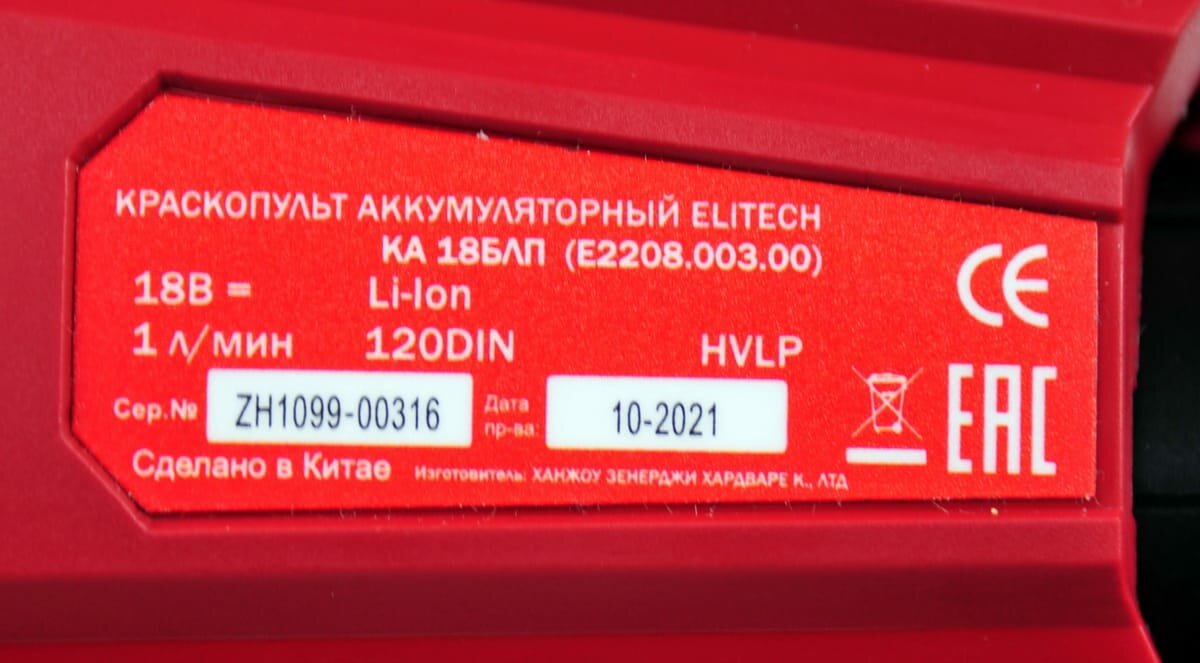 КРАСКОПУЛЬТ АККУМУЛЯТОРНЫЙ ELITECH
КА 18БЛП (E2208.003.00)
18В = Li-Ion
1 л/мин 120DIN HVLP
Сер.№ ZH1099-00316 Дата пр-ва: 10-2021
Сделано в Китае Изготовитель: ХАНЖОУ ЗЕНЕРДЖИ ХАРДВАРЕ К., ЛТД
CE
EAC